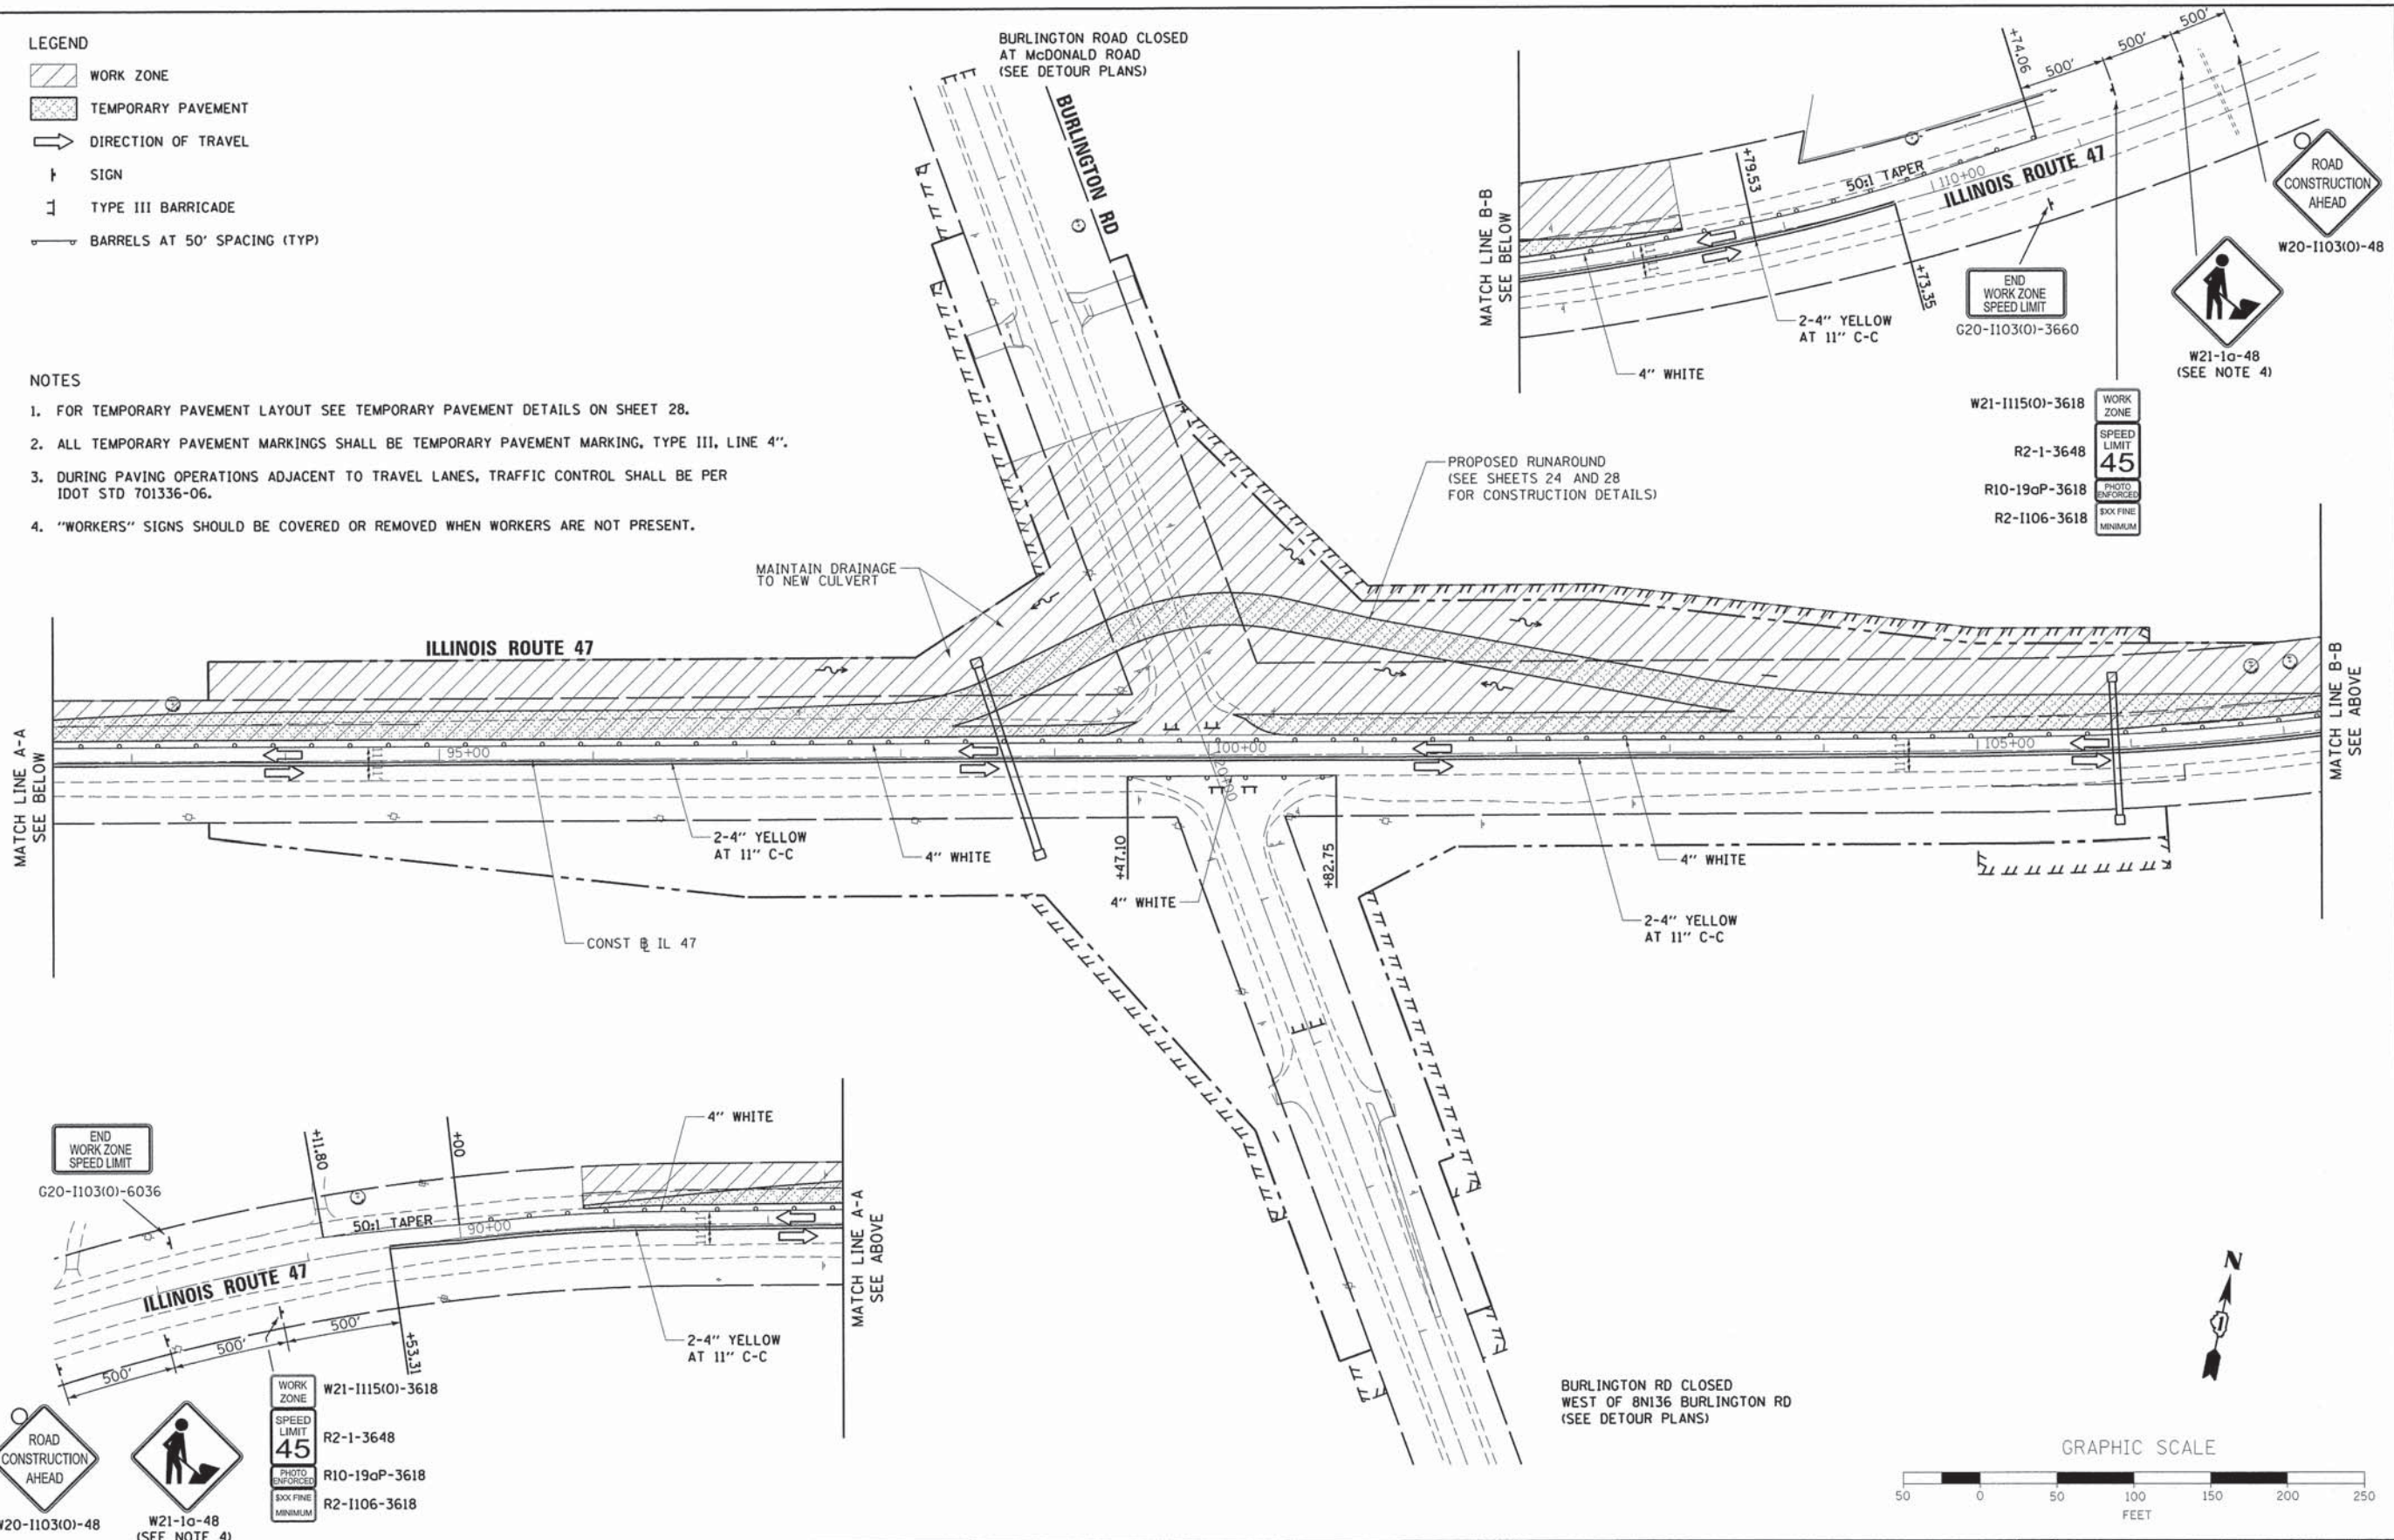 LEGEND
WORK ZONE
TEMPORARY PAVEMENT
DIRECTION OF TRAVEL
SIGN
TYPE III BARRICADE
BARRELS AT 50' SPACING (TYP)
NOTES
1. FOR TEMPORARY PAVEMENT LAYOUT SEE TEMPORARY PAVEMENT DETAILS ON SHEET 28.
2. ALL TEMPORARY PAVEMENT MARKINGS SHALL BE TEMPORARY PAVEMENT MARKING, TYPE III, LINE 4".
3. DURING PAVING OPERATIONS ADJACENT TO TRAVEL LANES, TRAFFIC CONTROL SHALL BE PER
IDOT STD 701336-06.
4. "WORKERS" SIGNS SHOULD BE COVERED OR REMOVED WHEN WORKERS ARE NOT PRESENT.
BURLINGTON ROAD CLOSED
AT McDONALD ROAD
(SEE DETOUR PLANS)
BURLINGTON RD
MATCH LINE B-B
SEE BELOW
+79.53
50:1 TAPER
110+00
ILLINOIS ROUTE 47
+74.06
500'
500'
500'
+73.35
11'
11'
2-4" YELLOW
AT 11" C-C
4" WHITE
END
WORK ZONE
SPEED LIMIT
G20-I103(0)-3660
ROAD
CONSTRUCTION
AHEAD
W20-I103(0)-48
W21-1a-48
(SEE NOTE 4)
W21-I115(0)-3618
WORK
ZONE
R2-1-3648
SPEED
LIMIT
45
R10-19aP-3618
PHOTO
ENFORCED
R2-I106-3618
$XX FINE
MINIMUM
PROPOSED RUNAROUND
(SEE SHEETS 24 AND 28
FOR CONSTRUCTION DETAILS)
MAINTAIN DRAINAGE
TO NEW CULVERT
ILLINOIS ROUTE 47
MATCH LINE A-A
SEE BELOW
95+00
100+00
105+00
20+00
11'
11'
11'
11'
MATCH LINE B-B
SEE ABOVE
2-4" YELLOW
AT 11" C-C
4" WHITE
+47.10
4" WHITE
+82.75
4" WHITE
2-4" YELLOW
AT 11" C-C
CONST ℄ IL 47
END
WORK ZONE
SPEED LIMIT
G20-I103(0)-6036
+11.80
+00
4" WHITE
50:1 TAPER
90+00
11'
11'
MATCH LINE A-A
SEE ABOVE
ILLINOIS ROUTE 47
+53.31
500'
500'
500'
2-4" YELLOW
AT 11" C-C
ROAD
CONSTRUCTION
AHEAD
W20-I103(0)-48
W21-1a-48
(SEE NOTE 4)
WORK
ZONE
W21-I115(0)-3618
SPEED
LIMIT
45
R2-1-3648
PHOTO
ENFORCED
R10-19aP-3618
$XX FINE
MINIMUM
R2-I106-3618
BURLINGTON RD CLOSED
WEST OF 8N136 BURLINGTON RD
(SEE DETOUR PLANS)
N
GRAPHIC SCALE
50 0 50 100 150 200 250
FEET